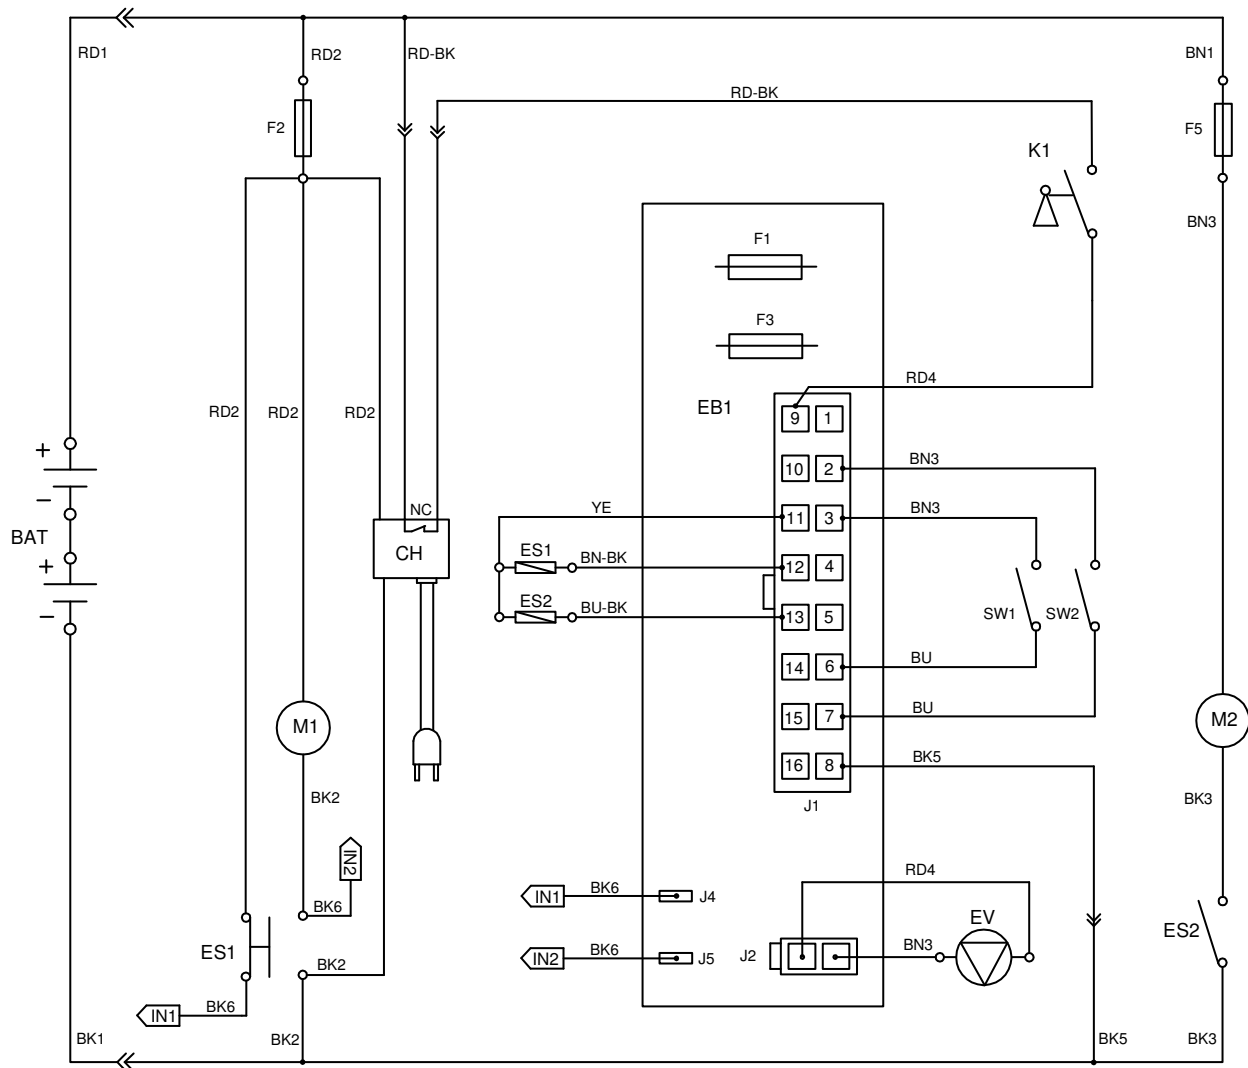 RD1
RD2
RD-BK
BN1
F2
RD-BK
F5
K1
F1
BN3
F3
RD4
EB1
RD2
RD2
RD2
9
1
+
10
2
BN3
−
NC
YE
11
3
BN3
BAT
CH
ES1
BN-BK
12
4
+
ES2
BU-BK
13
5
SW1
SW2
−
14
6
BU
M1
15
7
BU
M2
16
8
BK5
BK2
J1
BK3
IN2
RD4
IN1
BK6
J4
BK6
EV
ES2
ES1
BK2
IN2
BK6
J5
J2
BN3
IN1
BK6
BK1
BK2
BK5
BK3